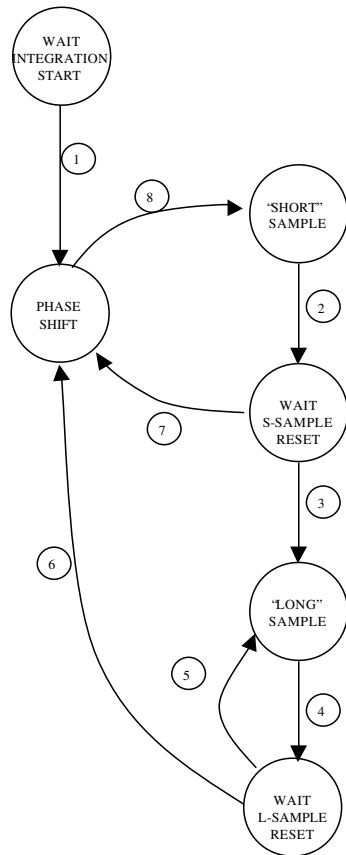 WAIT
INTEGRATION
START
1
8
"SHORT"
SAMPLE
PHASE
SHIFT
2
WAIT
S-SAMPLE
RESET
7
3
6
"LONG"
SAMPLE
5
4
WAIT
L-SAMPLE
RESET